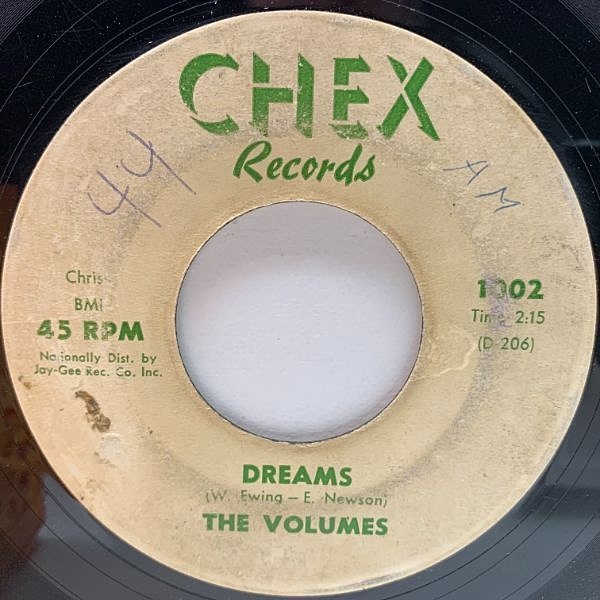 CHEX
Records
44
AM
Chris
BMI
45 RPM
Nationally Dist. by
Jay-Gee Rec. Co. Inc.
1002
Time 2:15
(D-206)
DREAMS
(W. Ewing - E. Newson)
THE VOLUMES